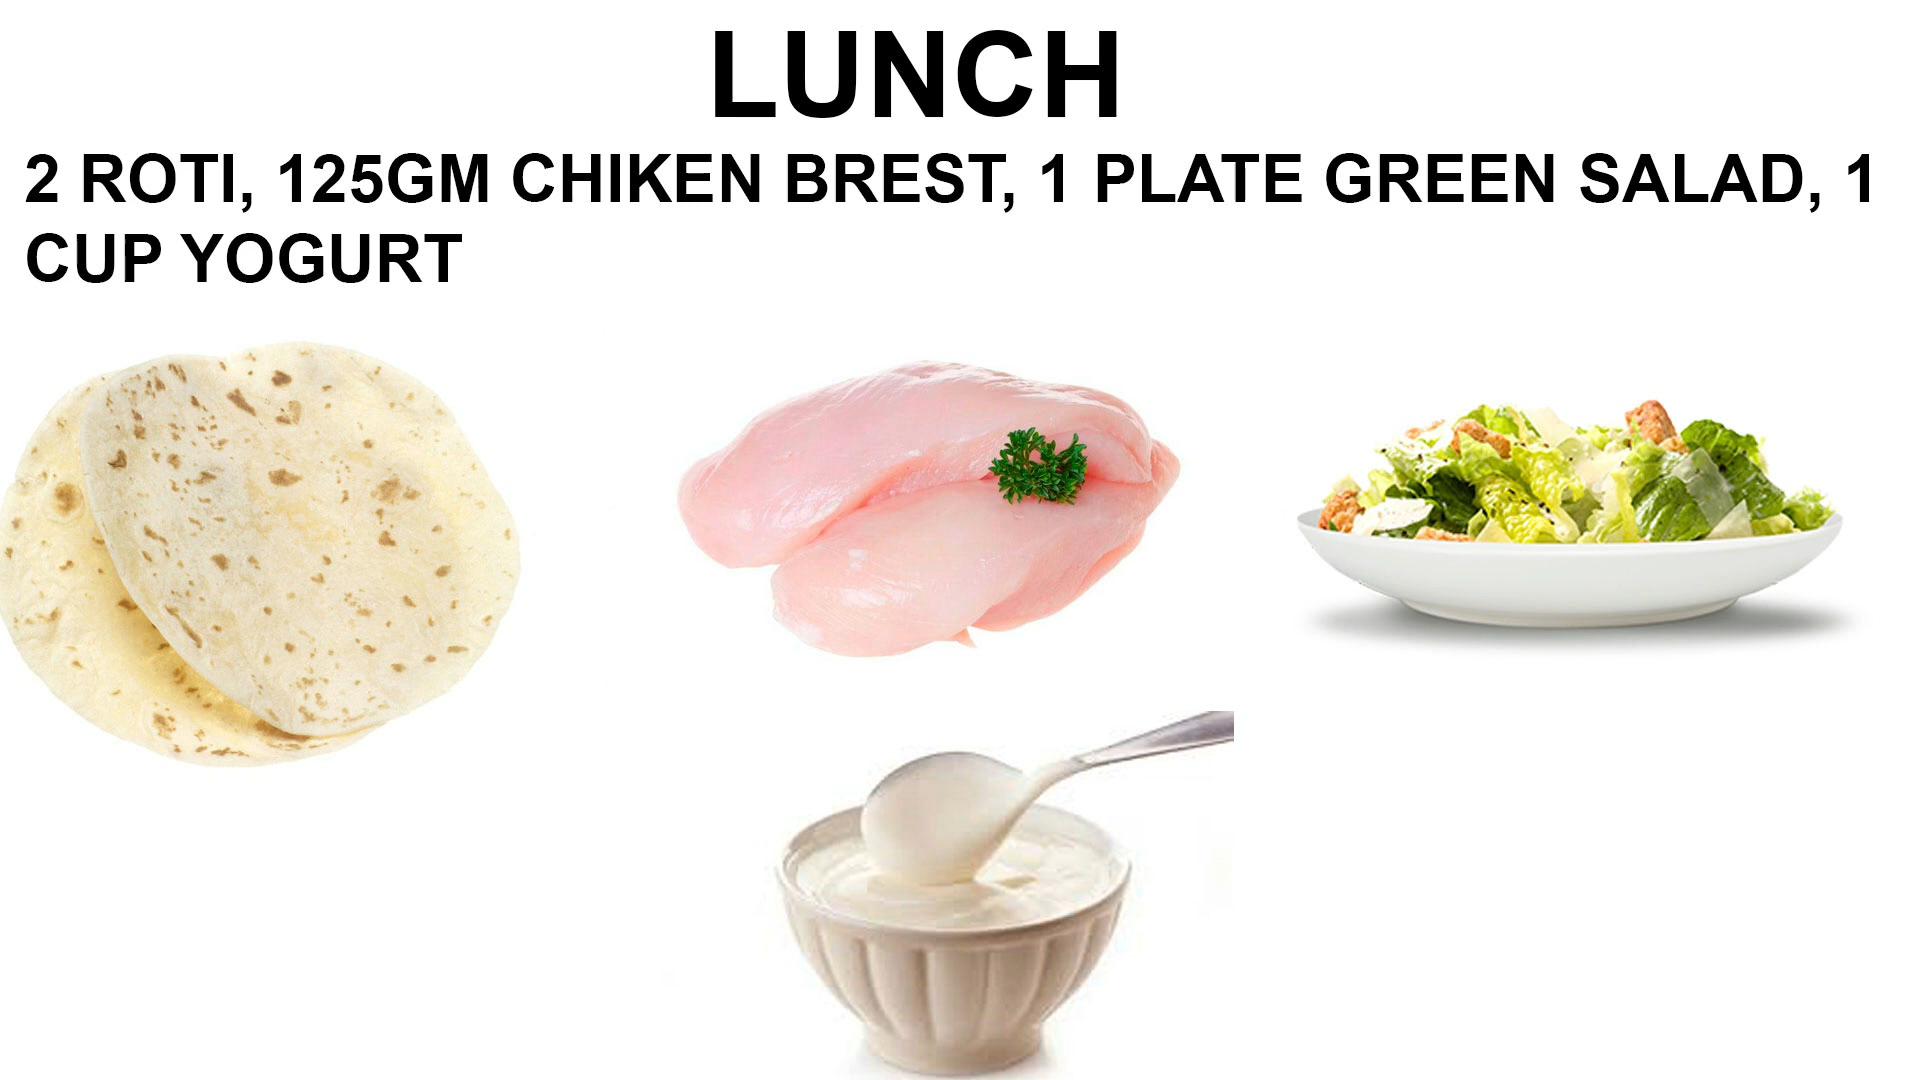 LUNCH
2 ROTI, 125GM CHIKEN BREST, 1 PLATE GREEN SALAD, 1
CUP YOGURT